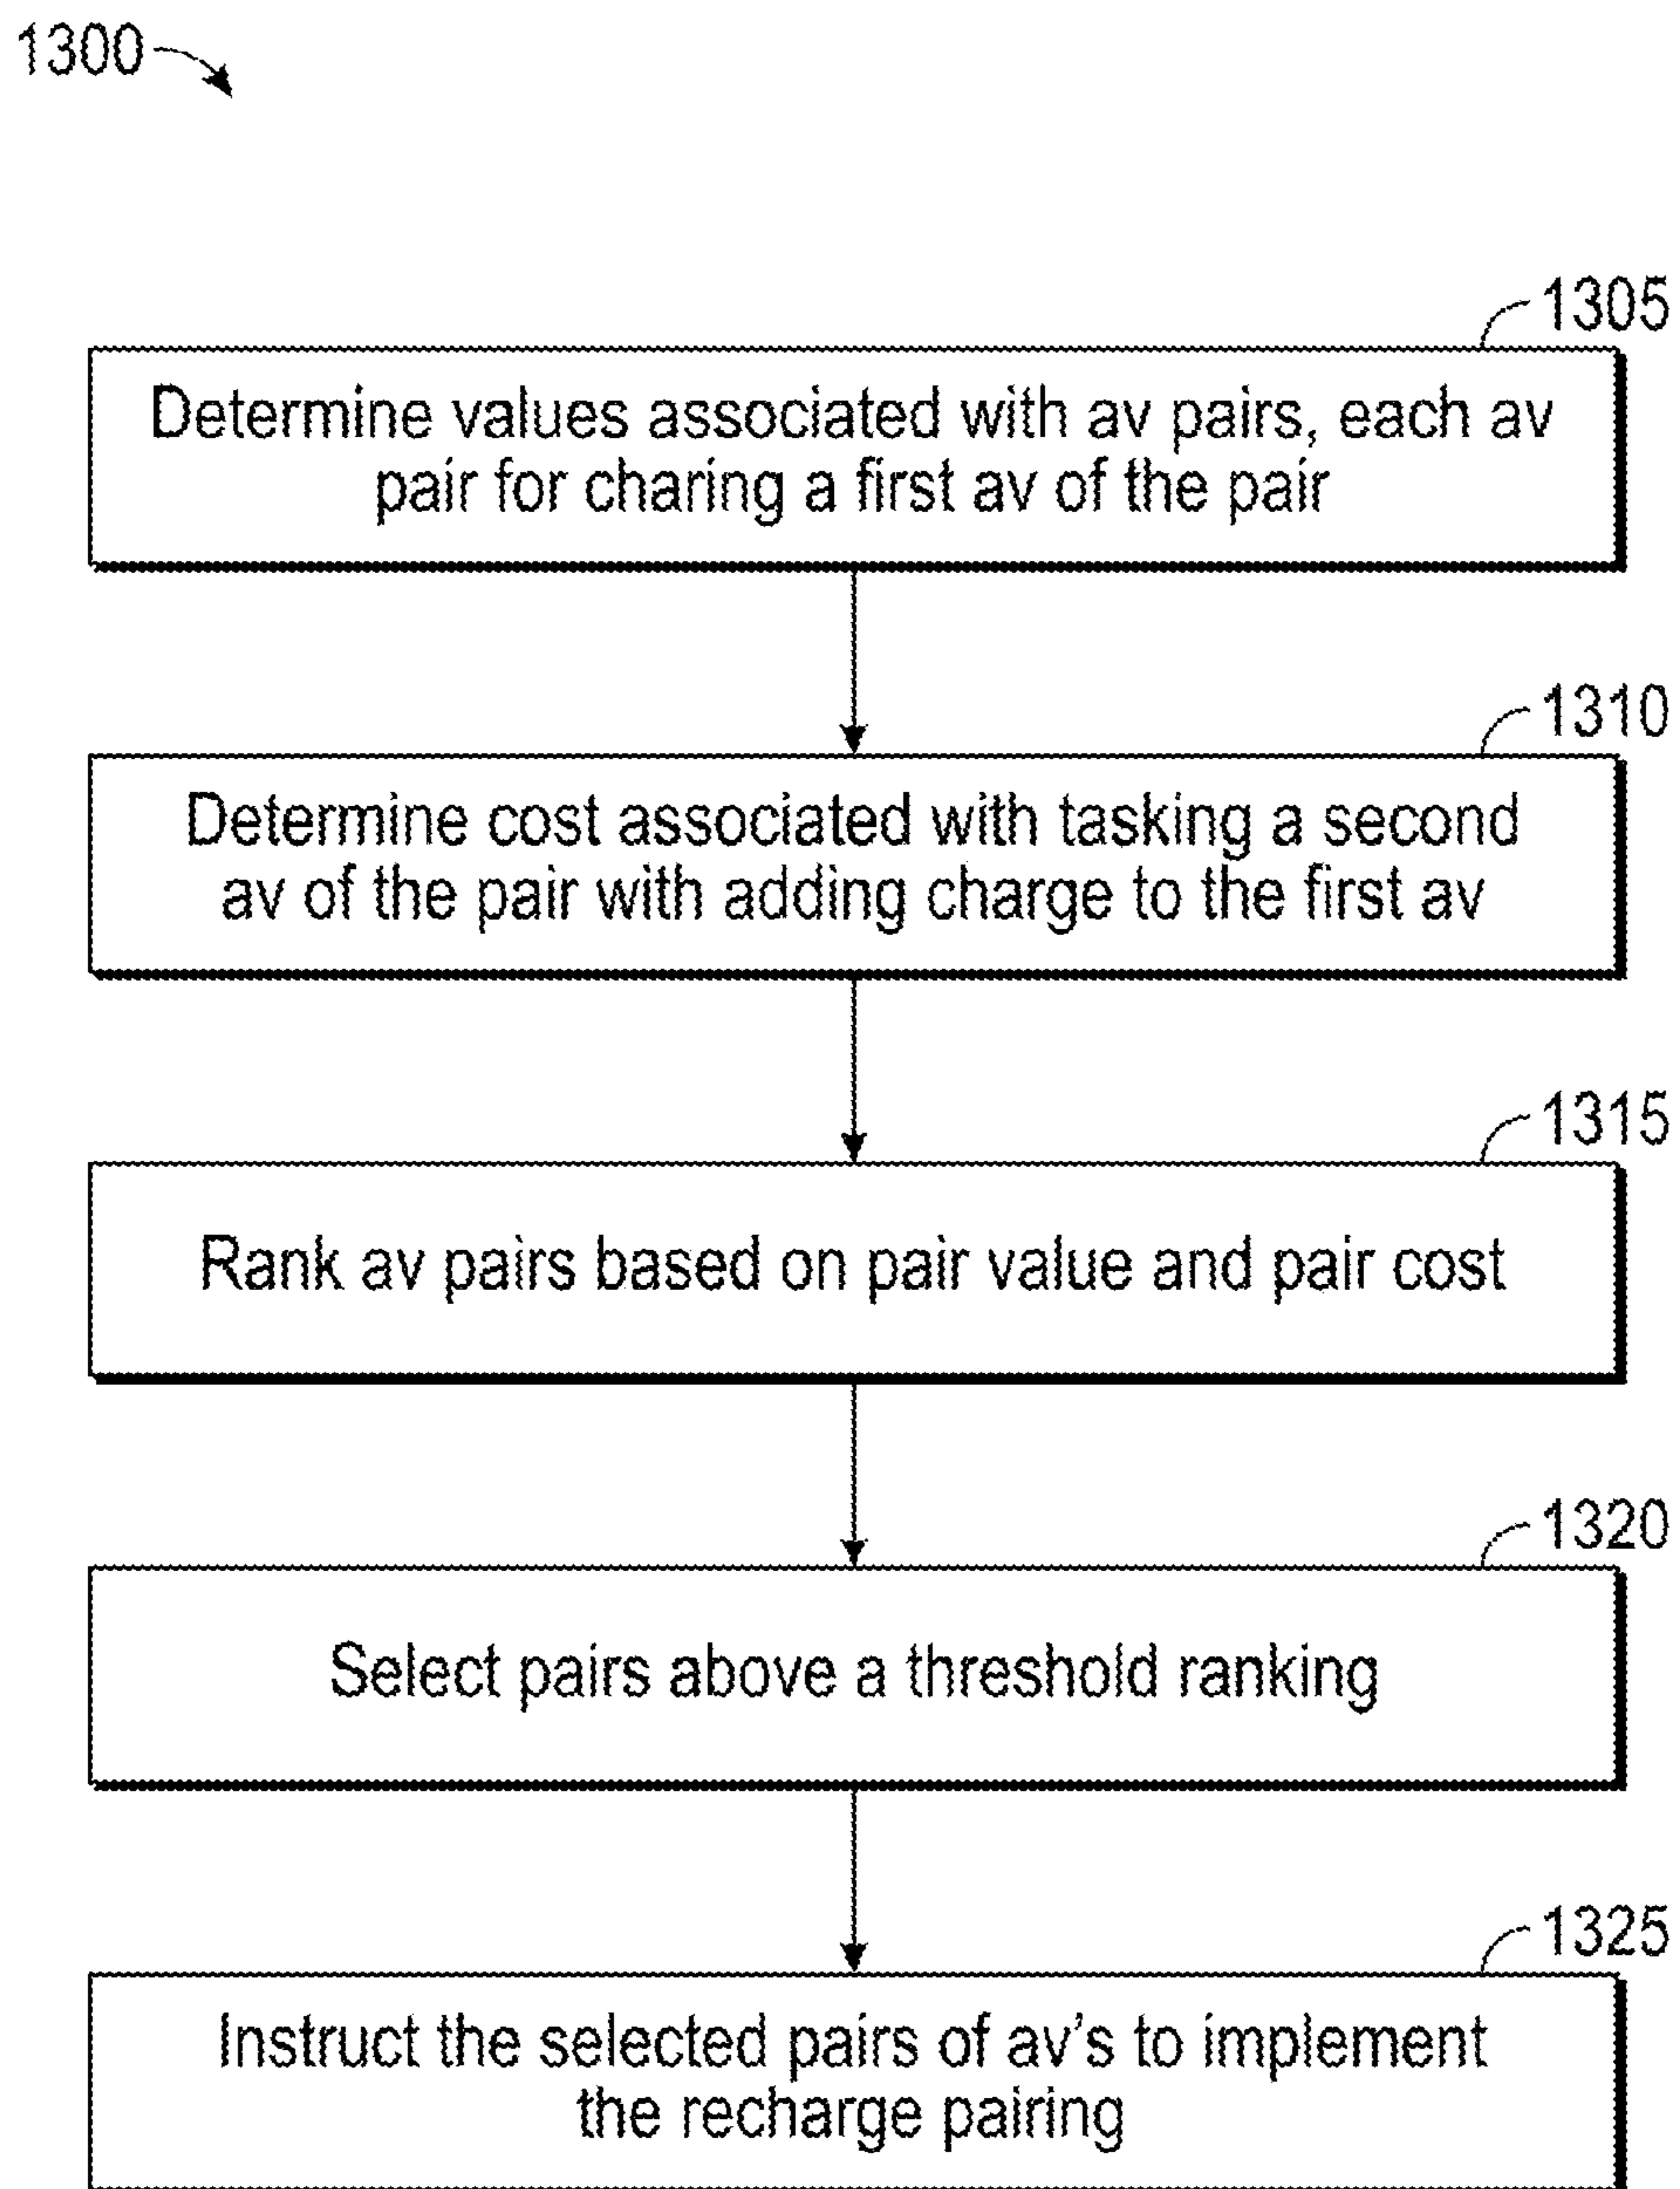 1300
1305
Determine values associated with av pairs, each av
pair for charing a first av of the pair
1310
Determine cost associated with tasking a second
av of the pair with adding charge to the first av
1315
Rank av pairs based on pair value and pair cost
1320
Select pairs above a threshold ranking
1325
Instruct the selected pairs of av's to implement
the recharge pairing